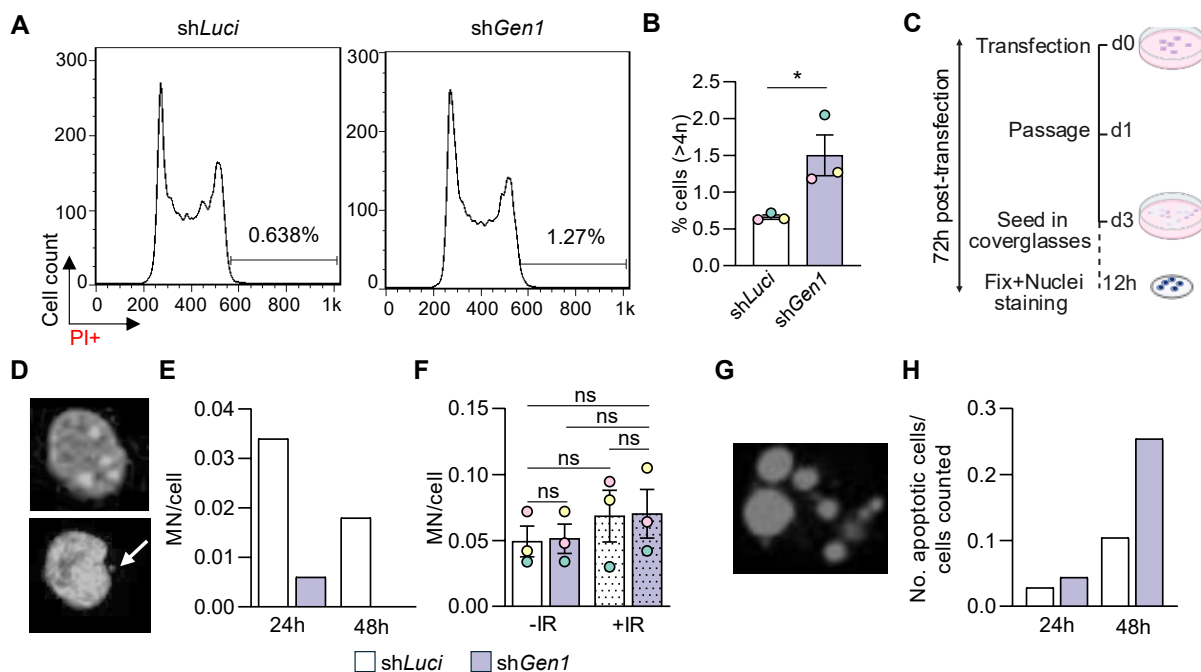 A
shLuci
shGen1
300
200
100
0
0 200 400 600 800 1k
0.638%
300
200
100
0
0 200 400 600 800 1k
1.27%
Cell count
PI+
B
*
% cells (>4n)
2.5
2.0
1.5
1.0
0.5
0.0
shLuci
shGen1
C
72h post-transfection
Transfection
d0
Passage
d1
Seed in
coverglasses
d3
Fix+Nuclei
staining
12h
D
E
MN/cell
0.04
0.03
0.02
0.01
0.00
24h 48h
F
MN/cell
0.15
0.10
0.05
0.00
ns
ns
ns
ns
ns
-IR +IR
shLuci shGen1
G
H
No. apoptotic cells/
cells counted
0.3
0.2
0.1
0.0
24h 48h